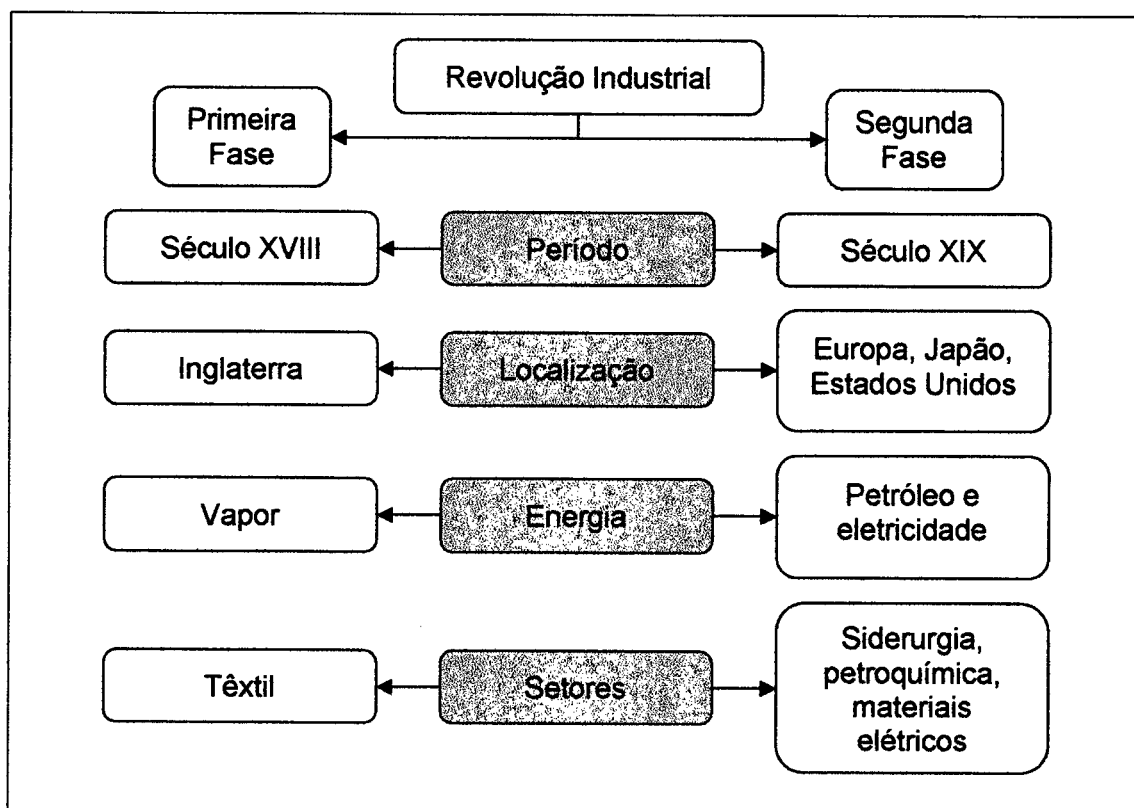 Revolução Industrial
Primeira
Fase
Segunda
Fase
Século XVIII
Período
Século XIX
Inglaterra
Localização
Europa, Japão,
Estados Unidos
Vapor
Energia
Petróleo e
eletricidade
Têxtil
Setores
Siderurgia,
petroquímica,
materiais
elétricos